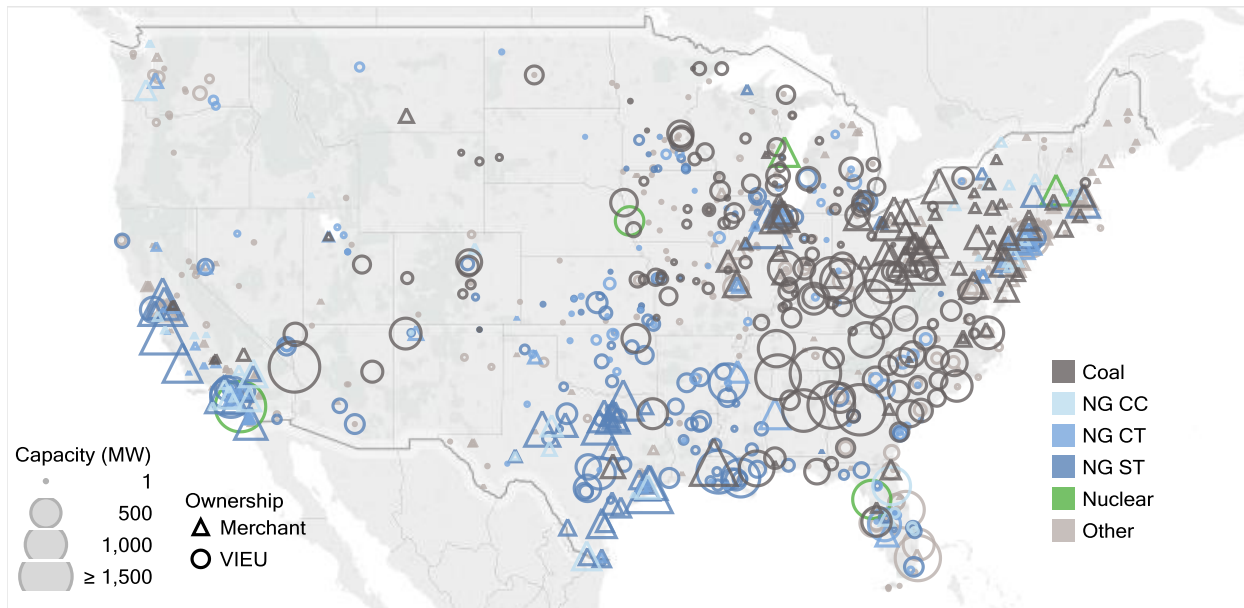 Capacity (MW)
1
500
1,000
≥ 1,500
Ownership
Merchant
VIEU
Coal
NG CC
NG CT
NG ST
Nuclear
Other